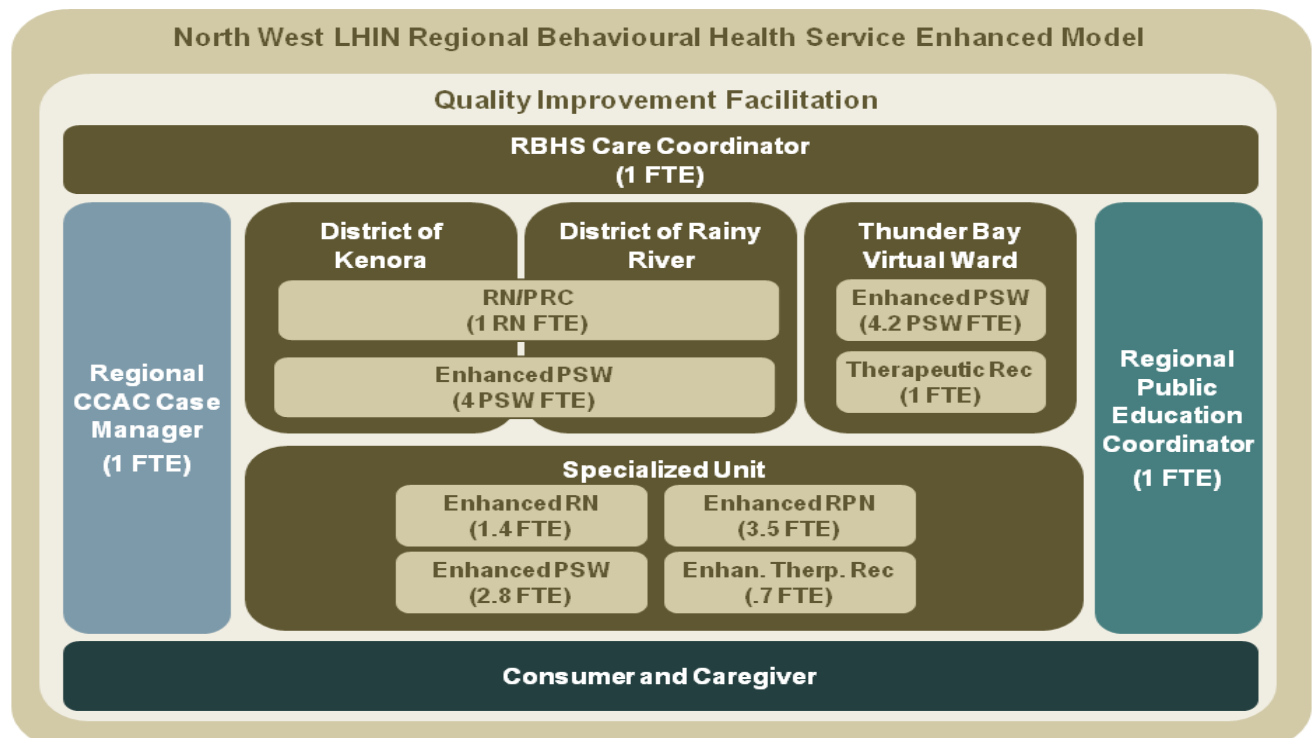 North West LHIN Regional Behavioural Health Service Enhanced Model
Quality Improvement Facilitation
RBHS Care Coordinator
(1 FTE)
Regional
CCAC Case
Manager
(1 FTE)
District of
Kenora
District of Rainy
River
RN/PRC
(1 RN FTE)
Enhanced PSW
(4 PSW FTE)
Thunder Bay
Virtual Ward
Enhanced PSW
(4.2 PSW FTE)
Therapeutic Rec
(1 FTE)
Regional
Public
Education
Coordinator
(1 FTE)
Specialized Unit
Enhanced RN
(1.4 FTE)
Enhanced RPN
(3.5 FTE)
Enhanced PSW
(2.8 FTE)
Enhan. Therp. Rec
(.7 FTE)
Consumer and Caregiver